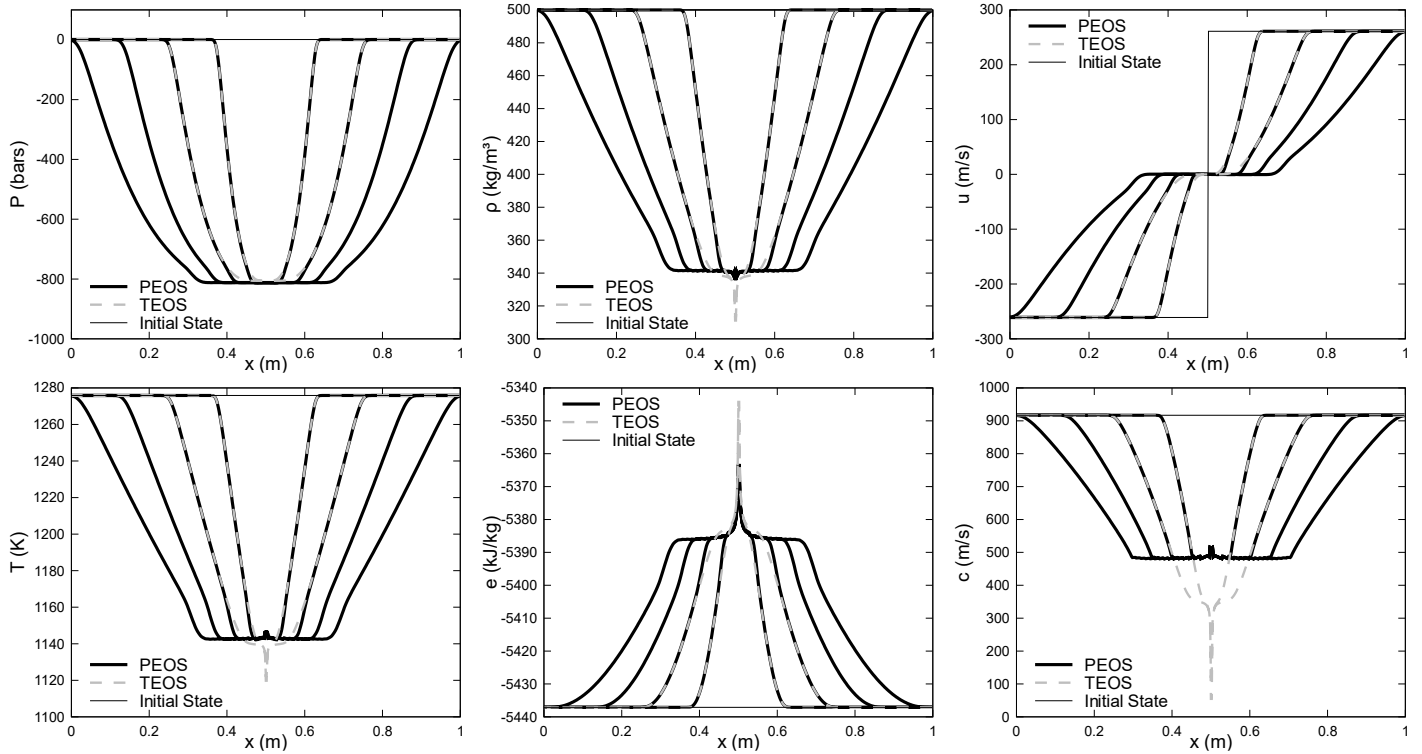 0
-200
-400
-600
-800
-1000
P (bars)
PEOS
TEOS
Initial State
0 0.2 0.4 0.6 0.8 1
x (m)
500
480
460
440
420
400
380
360
340
320
300
ρ (kg/m³)
PEOS
TEOS
Initial State
0 0.2 0.4 0.6 0.8 1
x (m)
300
200
100
0
-100
-200
-300
u (m/s)
PEOS
TEOS
Initial State
0 0.2 0.4 0.6 0.8 1
x (m)
1280
1260
1240
1220
1200
1180
1160
1140
1120
1100
T (K)
PEOS
TEOS
Initial State
0 0.2 0.4 0.6 0.8 1
x (m)
-5340
-5350
-5360
-5370
-5380
-5390
-5400
-5410
-5420
-5430
-5440
e (kJ/kg)
PEOS
TEOS
Initial State
0 0.2 0.4 0.6 0.8 1
x (m)
1000
900
800
700
600
500
400
300
200
100
0
c (m/s)
PEOS
TEOS
Initial State
0 0.2 0.4 0.6 0.8 1
x (m)